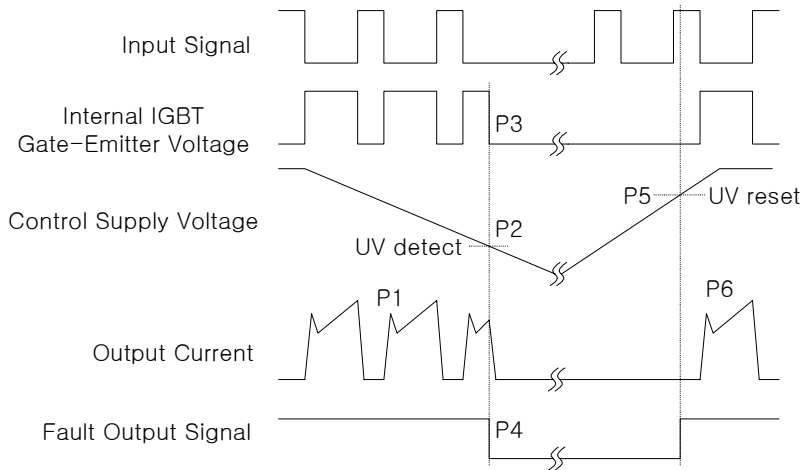 Input Signal
Internal IGBT
Gate-Emitter Voltage
P3
Control Supply Voltage
P5
UV reset
P2
UV detect
P1
P6
Output Current
Fault Output Signal
P4